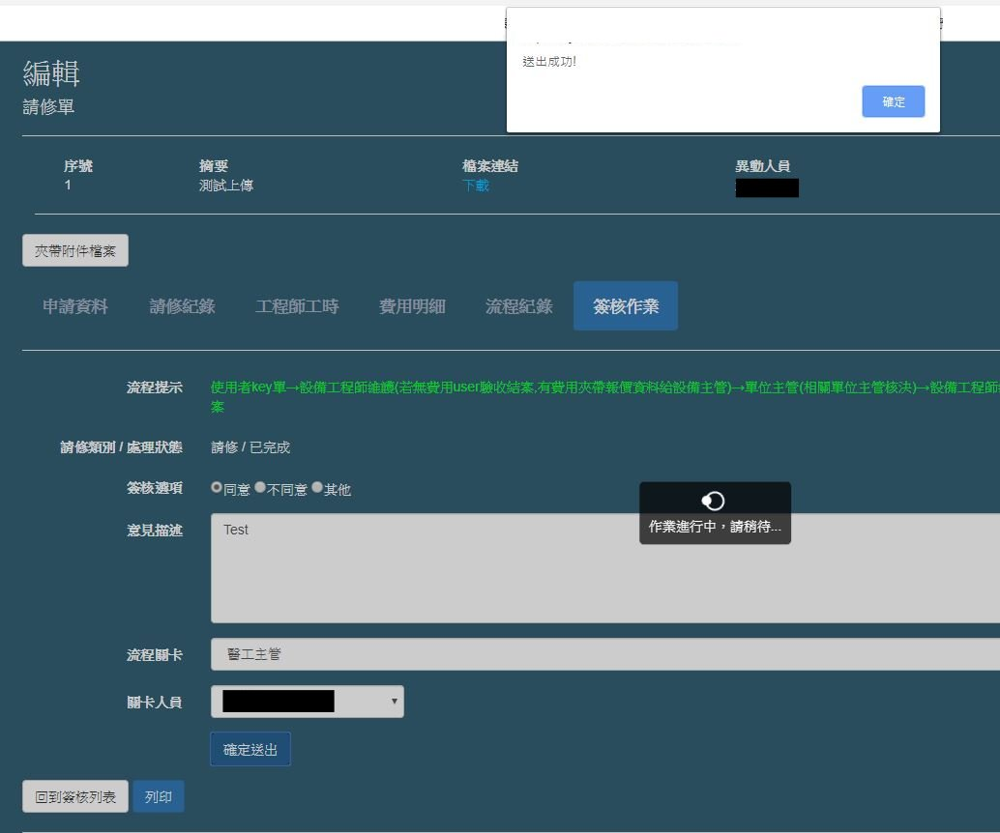 送出成功!
確定
編輯
請修單
序號 摘要 檔案連結 異動人員
1 測試上傳 下載
夾帶附件檔案
申請資料 請修紀錄 工程師工時 費用明細 流程紀錄 簽核作業
流程提示 使用者key單→設備工程師維護(若無費用user驗收結案,有費用夾帶報價資料給設備主管)→單位主管(相關單位主管核決)→設備工程師
案
請修類別 / 處理狀態 請修 / 已完成
簽核選項 同意 不同意 其他
意見描述 Test
作業進行中，請稍待...
流程關卡 醫工主管
關卡人員
確定送出
回到簽核列表 列印